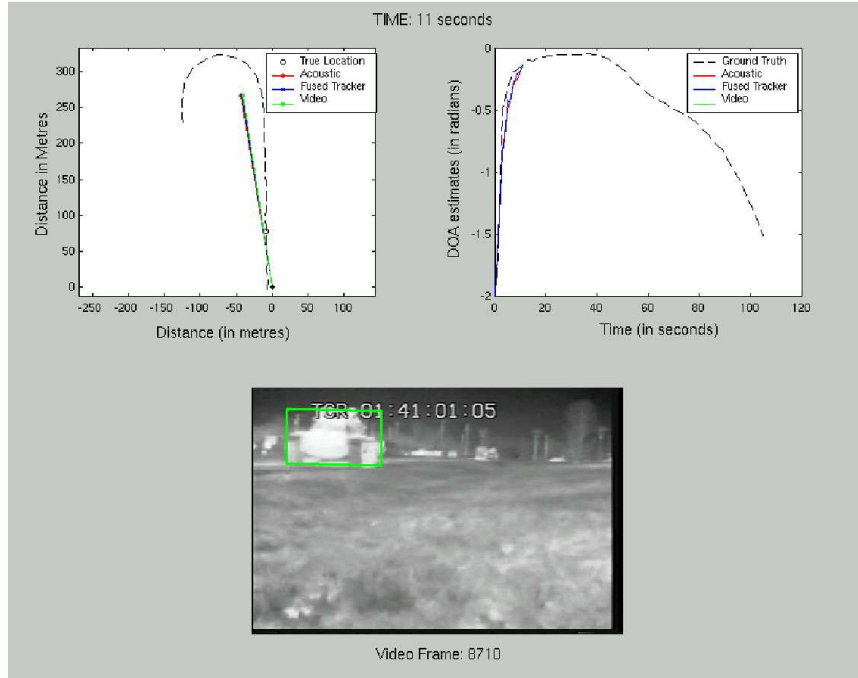 TIME: 11 seconds
True Location
Acoustic
Fused Tracker
Video
300
250
200
150
100
50
0
-250 -200 -150 -100 -50 0 50 100
Distance in Metres
Distance (in metres)
Ground Truth
Acoustic
Fused Tracker
Video
0
-0.5
-1
-1.5
-2
0 20 40 60 80 100 120
DOA estimates (in radians)
Time (in seconds)
TCR 01:41:01:05
Video Frame: 8710